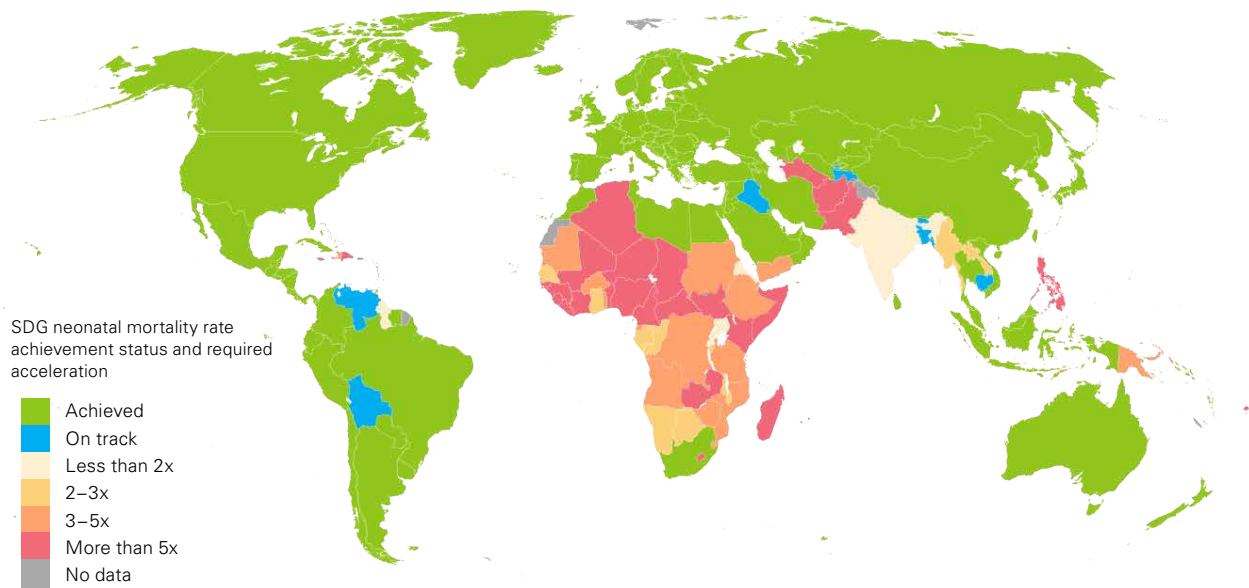 SDG neonatal mortality rate
achievement status and required
acceleration
Achieved
On track
Less than 2x
2–3x
3–5x
More than 5x
No data